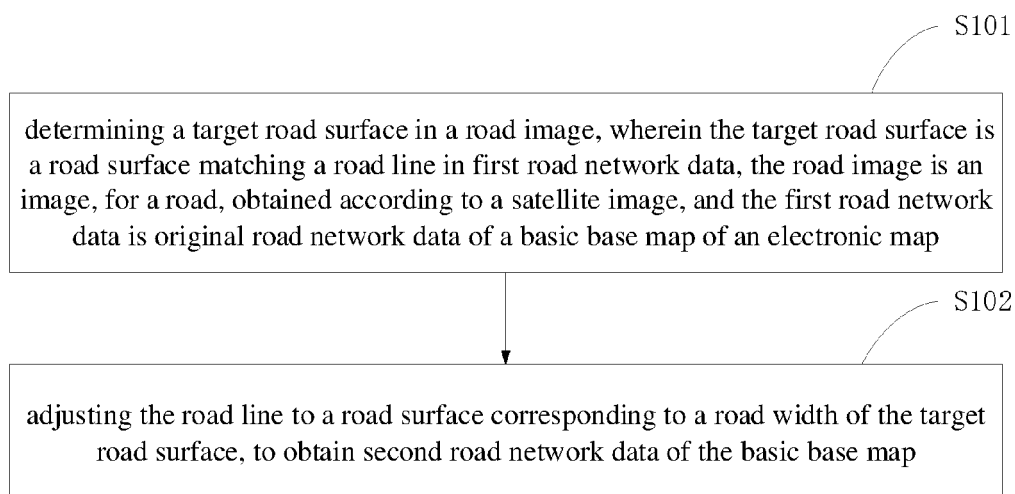 S101
determining a target road surface in a road image, wherein the target road surface is
a road surface matching a road line in first road network data, the road image is an
image, for a road, obtained according to a satellite image, and the first road network
data is original road network data of a basic base map of an electronic map
S102
adjusting the road line to a road surface corresponding to a road width of the target
road surface, to obtain second road network data of the basic base map